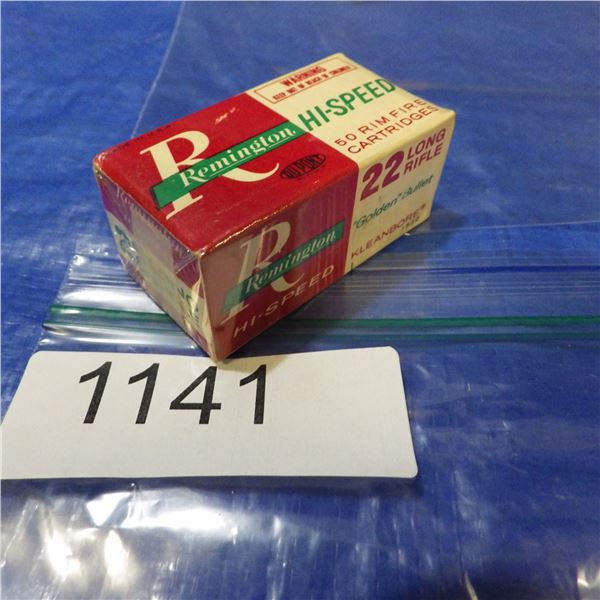 WARNING
KEEP OUT OF REACH OF CHILDREN
R
Remington
HI-SPEED
DU PONT
50 RIM FIRE
CARTRIDGES
22 LONG
RIFLE
"Golden" Bullet
KLEANBORE®
R
Remington
HI-SPEED
1141